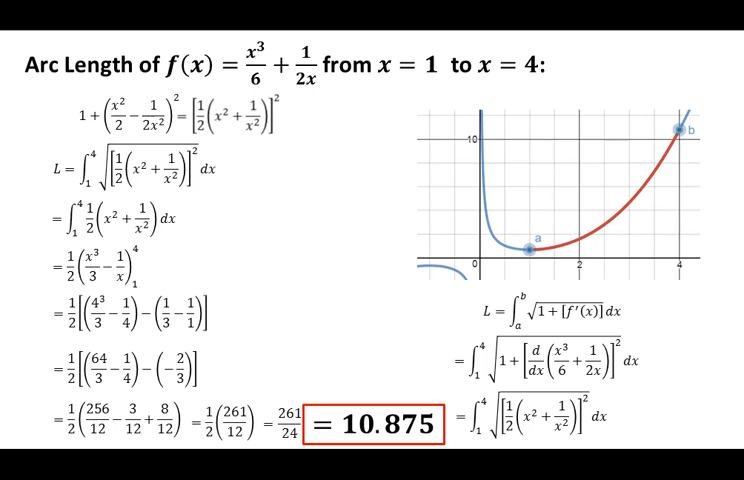 Arc Length of f(x) = x³/6 + 1/2x from x = 1 to x = 4:
1 + (x²/2 − 1/2x²)² = [1/2(x² + 1/x²)]²
L = ∫₁⁴ √([1/2(x² + 1/x²)]²) dx
= ∫₁⁴ 1/2(x² + 1/x²) dx
= 1/2(x³/3 − 1/x)₁⁴
= 1/2[(4³/3 − 1/4) − (1/3 − 1/1)]
= 1/2[(64/3 − 1/4) − (−2/3)]
= 1/2(256/12 − 3/12 + 8/12) = 1/2(261/12) = 261/24 = 10.875
10
b
a
0
2
4
L = ∫ₐᵇ √(1 + [f′(x)]) dx
= ∫₁⁴ √(1 + [d/dx(x³/6 + 1/2x)]²) dx
= ∫₁⁴ √([1/2(x² + 1/x²)]²) dx